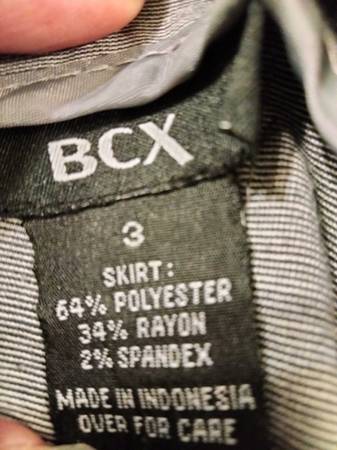 BCX
3
SKIRT:
64% POLYESTER
34% RAYON
2% SPANDEX
MADE IN INDONESIA
OVER FOR CARE